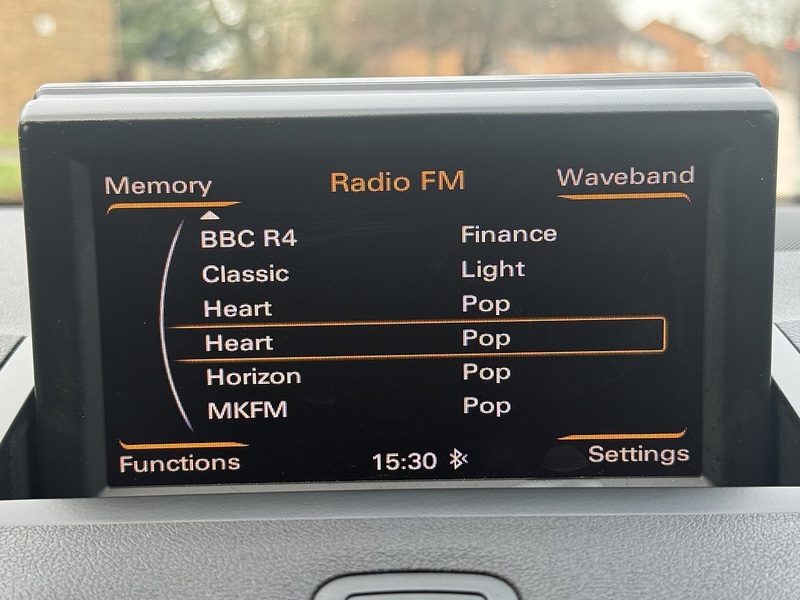 Memory Radio FM Waveband
BBC R4 Finance
Classic Light
Heart Pop
Heart Pop
Horizon Pop
MKFM Pop
Functions 15:30 Settings